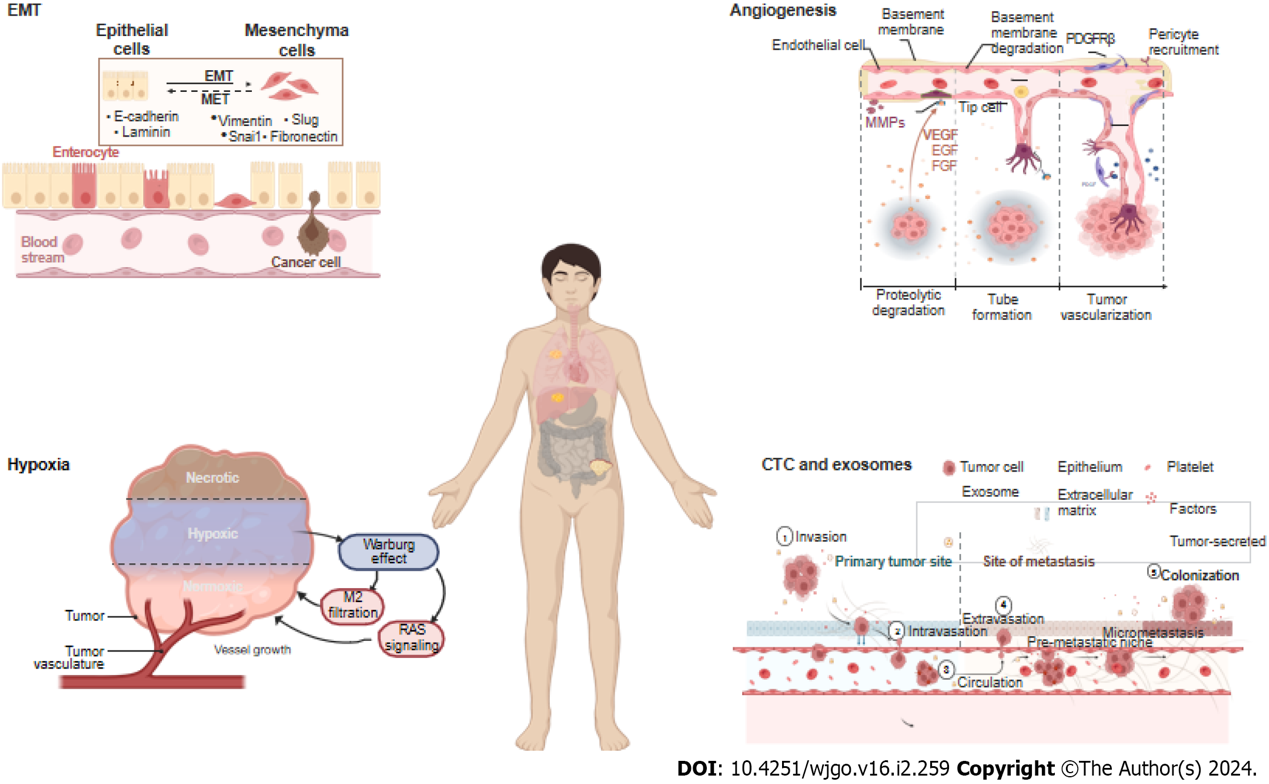 EMT
Epithelial
cells
Mesenchyma
cells
EMT
MET
• E-cadherin
• Laminin
•Vimentin
• Slug
•Snai1
• Fibronectin
Enterocyte
Blood
stream
Cancer cell
Angiogenesis
Basement
membrane
Endothelial cell
Basement
membrane
degradation
PDGFRβ
Pericyte
recruitment
MMPs
Tip cell
VEGF
EGF
FGF
PDGF
Proteolytic
degradation
Tube
formation
Tumor
vascularization
Hypoxia
Necrotic
Hypoxic
Nermoxic
Warburg
effect
M2
filtration
RAS
signaling
Tumor
Tumor
vasculature
Vessel growth
CTC and exosomes
Tumor cell
Epithelium
Platelet
Exosome
Extracellular
matrix
Factors
Tumor-secreted
1 Invasion
Primary tumor site
Site of metastasis
5 Colonization
4
Extravasation
2 Intravasation
Micrometastasis
Pre-metastatic niche
3
Circulation
DOI: 10.4251/wjgo.v16.i2.259 Copyright ©The Author(s) 2024.